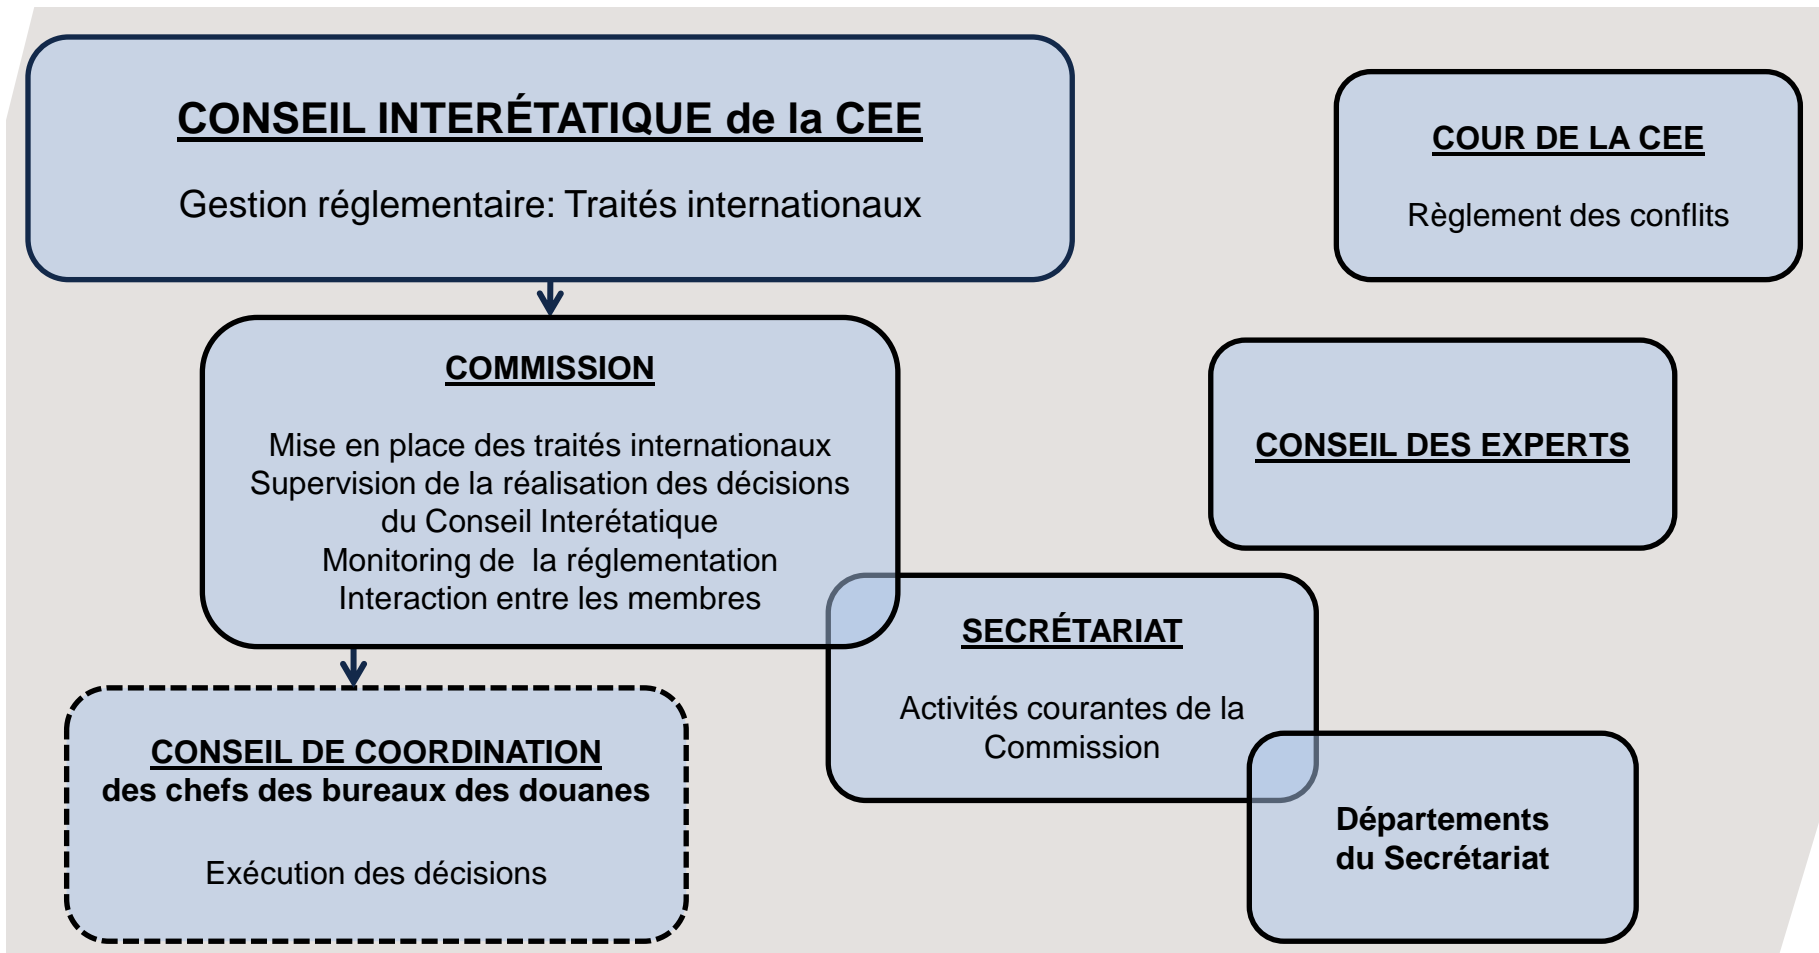 CONSEIL INTERÉTATIQUE de la CEE
Gestion réglementaire: Traités internationaux
COUR DE LA CEE
Règlement des conflits
COMMISSION
Mise en place des traités internationaux
Supervision de la réalisation des décisions
du Conseil Interétatique
Monitoring de  la réglementation
Interaction entre les membres
CONSEIL DES EXPERTS
SECRÉTARIAT
Activités courantes de la
Commission
CONSEIL DE COORDINATION
des chefs des bureaux des douanes
Exécution des décisions
Départements
du Secrétariat